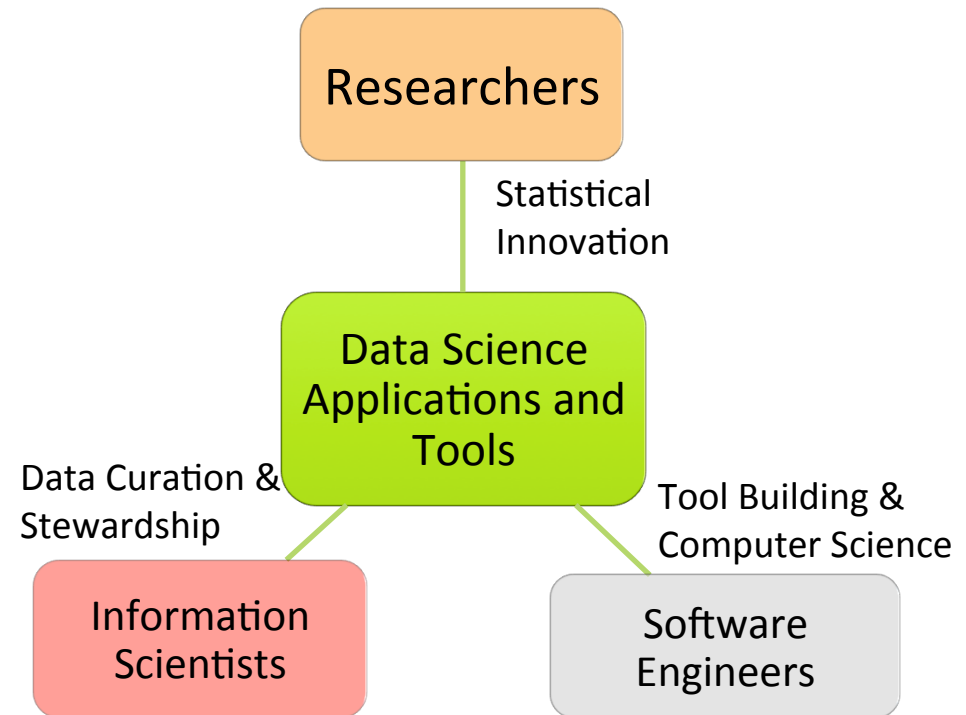 Researchers
Statistical
Innovation
Data Science
Applications and
Tools
Data Curation &
Stewardship
Tool Building &
Computer Science
Information
Scientists
Software
Engineers